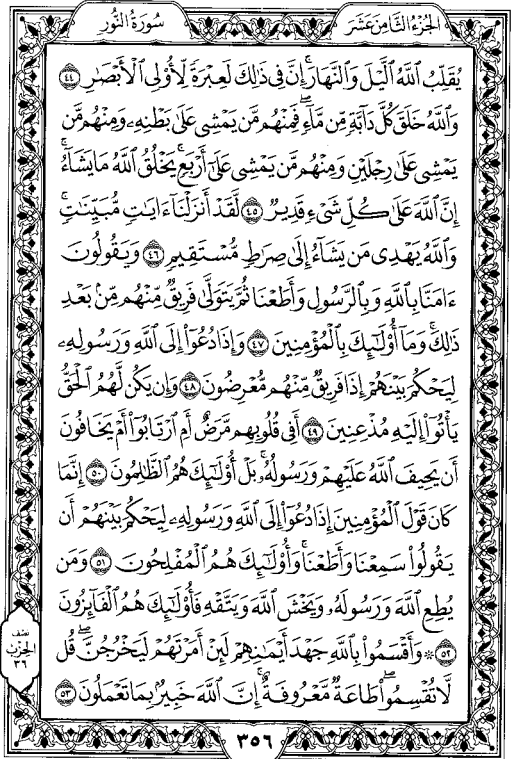 الجزء الثامن عشر
سورة النور
يُقَلِّبُ ٱللَّهُ ٱلَّيْلَ وَٱلنَّهَارَ ۚ إِنَّ فِى ذَٰلِكَ لَعِبْرَةً لِّأُو۟لِى ٱلْأَبْصَٰرِ ٤٤
وَٱللَّهُ خَلَقَ كُلَّ دَآبَّةٍ مِّن مَّآءٍ ۖ فَمِنْهُم مَّن يَمْشِى عَلَىٰ بَطْنِهِۦ وَمِنْهُم مَّن
يَمْشِى عَلَىٰ رِجْلَيْنِ وَمِنْهُم مَّن يَمْشِى عَلَىٰٓ أَرْبَعٍ ۚ يَخْلُقُ ٱللَّهُ مَا يَشَآءُ ۚ
إِنَّ ٱللَّهَ عَلَىٰ كُلِّ شَىْءٍ قَدِيرٌ ٤٥ لَّقَدْ أَنزَلْنَآ ءَايَٰتٍ مُّبَيِّنَٰتٍ ۚ
وَٱللَّهُ يَهْدِى مَن يَشَآءُ إِلَىٰ صِرَٰطٍ مُّسْتَقِيمٍ ٤٦ وَيَقُولُونَ
ءَامَنَّا بِٱللَّهِ وَبِٱلرَّسُولِ وَأَطَعْنَا ثُمَّ يَتَوَلَّىٰ فَرِيقٌ مِّنْهُم مِّنۢ بَعْدِ
ذَٰلِكَ ۚ وَمَآ أُو۟لَٰٓئِكَ بِٱلْمُؤْمِنِينَ ٤٧ وَإِذَا دُعُوٓا۟ إِلَى ٱللَّهِ وَرَسُولِهِۦ
لِيَحْكُمَ بَيْنَهُمْ إِذَا فَرِيقٌ مِّنْهُم مُّعْرِضُونَ ٤٨ وَإِن يَكُن لَّهُمُ ٱلْحَقُّ
يَأْتُوٓا۟ إِلَيْهِ مُذْعِنِينَ ٤٩ أَفِى قُلُوبِهِم مَّرَضٌ أَمِ ٱرْتَابُوٓا۟ أَمْ يَخَافُونَ
أَن يَحِيفَ ٱللَّهُ عَلَيْهِمْ وَرَسُولُهُۥ ۚ بَلْ أُو۟لَٰٓئِكَ هُمُ ٱلظَّٰلِمُونَ ٥٠ إِنَّمَا
كَانَ قَوْلَ ٱلْمُؤْمِنِينَ إِذَا دُعُوٓا۟ إِلَى ٱللَّهِ وَرَسُولِهِۦ لِيَحْكُمَ بَيْنَهُمْ أَن
يَقُولُوا۟ سَمِعْنَا وَأَطَعْنَا ۚ وَأُو۟لَٰٓئِكَ هُمُ ٱلْمُفْلِحُونَ ٥١ وَمَن
يُطِعِ ٱللَّهَ وَرَسُولَهُۥ وَيَخْشَ ٱللَّهَ وَيَتَّقْهِ فَأُو۟لَٰٓئِكَ هُمُ ٱلْفَآئِزُونَ
٥٢ ۞ وَأَقْسَمُوا۟ بِٱللَّهِ جَهْدَ أَيْمَٰنِهِمْ لَئِنْ أَمَرْتَهُمْ لَيَخْرُجُنَّ ۖ قُل
لَّا تُقْسِمُوا۟ ۖ طَاعَةٌ مَّعْرُوفَةٌ ۚ إِنَّ ٱللَّهَ خَبِيرٌۢ بِمَا تَعْمَلُونَ ٥٣
نصف
الحزب
٣٦
٣٥٦